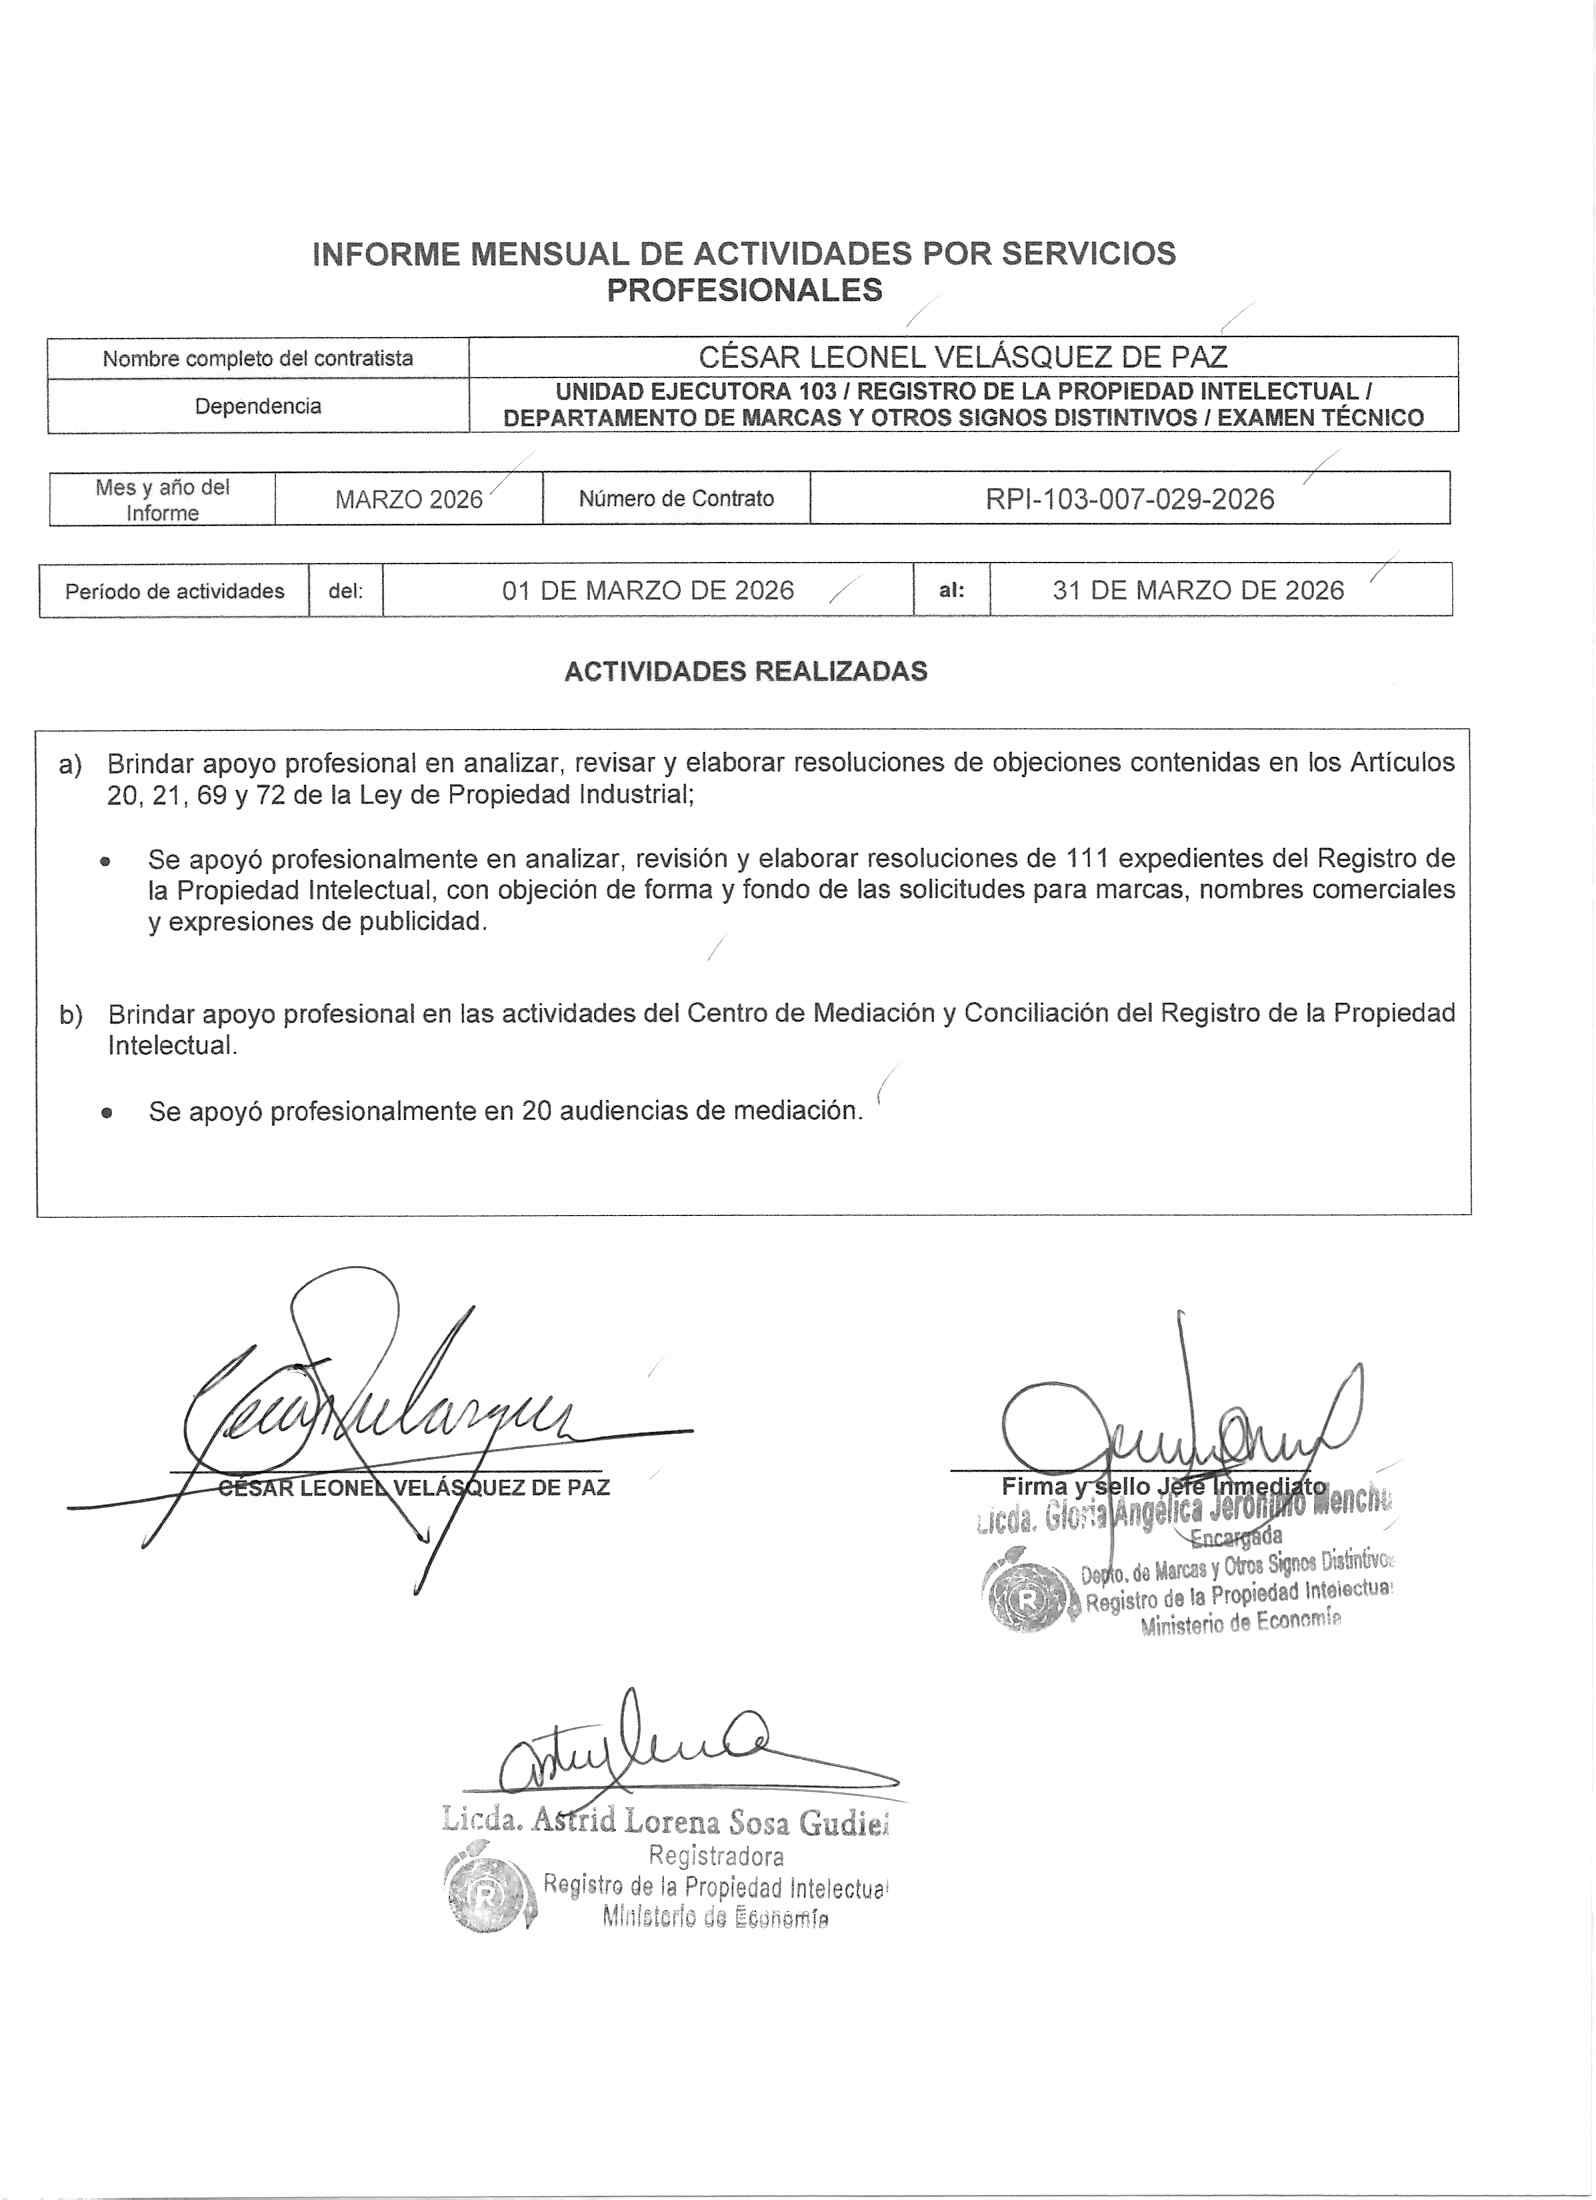 INFORME MENSUAL DE ACTIVIDADES POR SERVICIOS
PROFESIONALES
Nombre completo del contratista CÉSAR LEONEL VELÁSQUEZ DE PAZ
Dependencia UNIDAD EJECUTORA 103 / REGISTRO DE LA PROPIEDAD INTELECTUAL /
DEPARTAMENTO DE MARCAS Y OTROS SIGNOS DISTINTIVOS / EXAMEN TÉCNICO
Mes y año del
Informe MARZO 2026 Número de Contrato RPI-103-007-029-2026
Período de actividades del: 01 DE MARZO DE 2026 al: 31 DE MARZO DE 2026
ACTIVIDADES REALIZADAS
a) Brindar apoyo profesional en analizar, revisar y elaborar resoluciones de objeciones contenidas en los Artículos
20, 21, 69 y 72 de la Ley de Propiedad Industrial;
• Se apoyó profesionalmente en analizar, revisión y elaborar resoluciones de 111 expedientes del Registro de
la Propiedad Intelectual, con objeción de forma y fondo de las solicitudes para marcas, nombres comerciales
y expresiones de publicidad.
b) Brindar apoyo profesional en las actividades del Centro de Mediación y Conciliación del Registro de la Propiedad
Intelectual.
• Se apoyó profesionalmente en 20 audiencias de mediación.
CÉSAR LEONEL VELÁSQUEZ DE PAZ
Firma y sello Jefe Inmediato
Licda. Gloria Angélica Jerónimo Menchú
Encargada
Depto. de Marcas y Otros Signos Distintivos
R
Registro de la Propiedad Intelectual
Ministerio de Economía
Licda. Astrid Lorena Sosa
Registradora
R
Registro de la Propiedad Intelectual
Ministerio de Economía